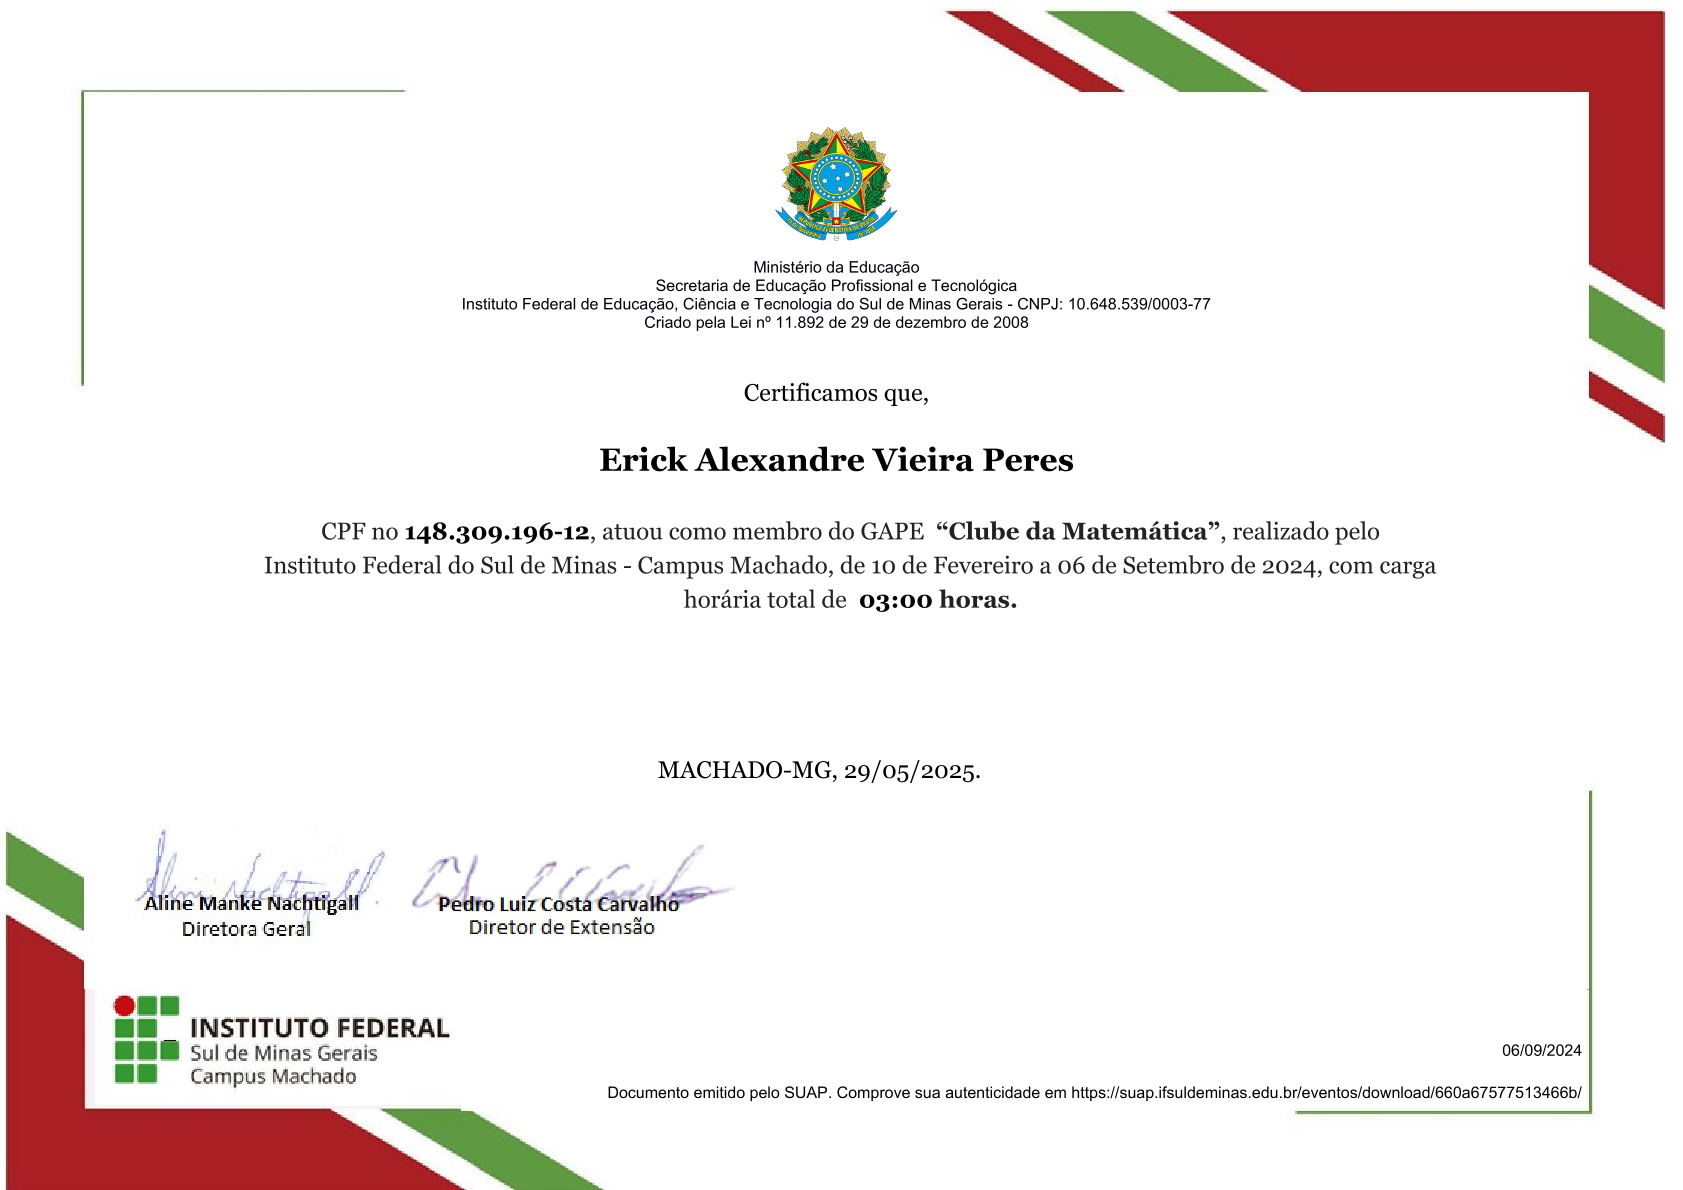 Ministério da Educação
Secretaria de Educação Profissional e Tecnológica
Instituto Federal de Educação, Ciência e Tecnologia do Sul de Minas Gerais - CNPJ: 10.648.539/0003-77
Criado pela Lei nº 11.892 de 29 de dezembro de 2008
Certificamos que,
Erick Alexandre Vieira Peres
CPF no 148.309.196-12, atuou como membro do GAPE “Clube da Matemática”, realizado pelo
Instituto Federal do Sul de Minas - Campus Machado, de 10 de Fevereiro a 06 de Setembro de 2024, com carga
horária total de 03:00 horas.
MACHADO-MG, 29/05/2025.
Aline Manke Nachtigall
Diretora Geral
Pedro Luiz Costa Carvalho
Diretor de Extensão
INSTITUTO FEDERAL
Sul de Minas Gerais
Campus Machado
06/09/2024
Documento emitido pelo SUAP. Comprove sua autenticidade em https://suap.ifsuldeminas.edu.br/eventos/download/660a67577513466b/